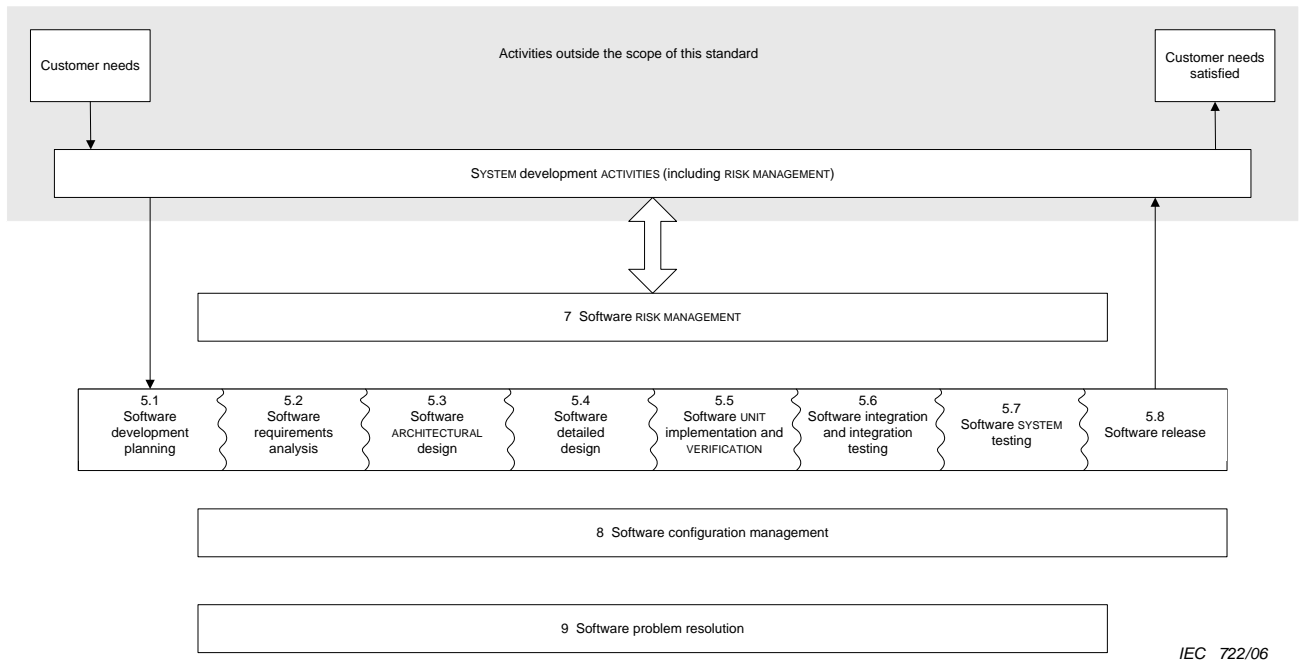 Activities outside the scope of this standard
Customer needs
Customer needs
satisfied
SYSTEM development ACTIVITIES (including RISK MANAGEMENT)
7 Software RISK MANAGEMENT
5.1
Software
development
planning
5.2
Software
requirements
analysis
5.3
Software
ARCHITECTURAL
design
5.4
Software
detailed
design
5.5
Software UNIT
implementation and
VERIFICATION
5.6
Software integration
and integration
testing
5.7
Software SYSTEM
testing
5.8
Software release
8 Software configuration management
9 Software problem resolution
IEC 722/06